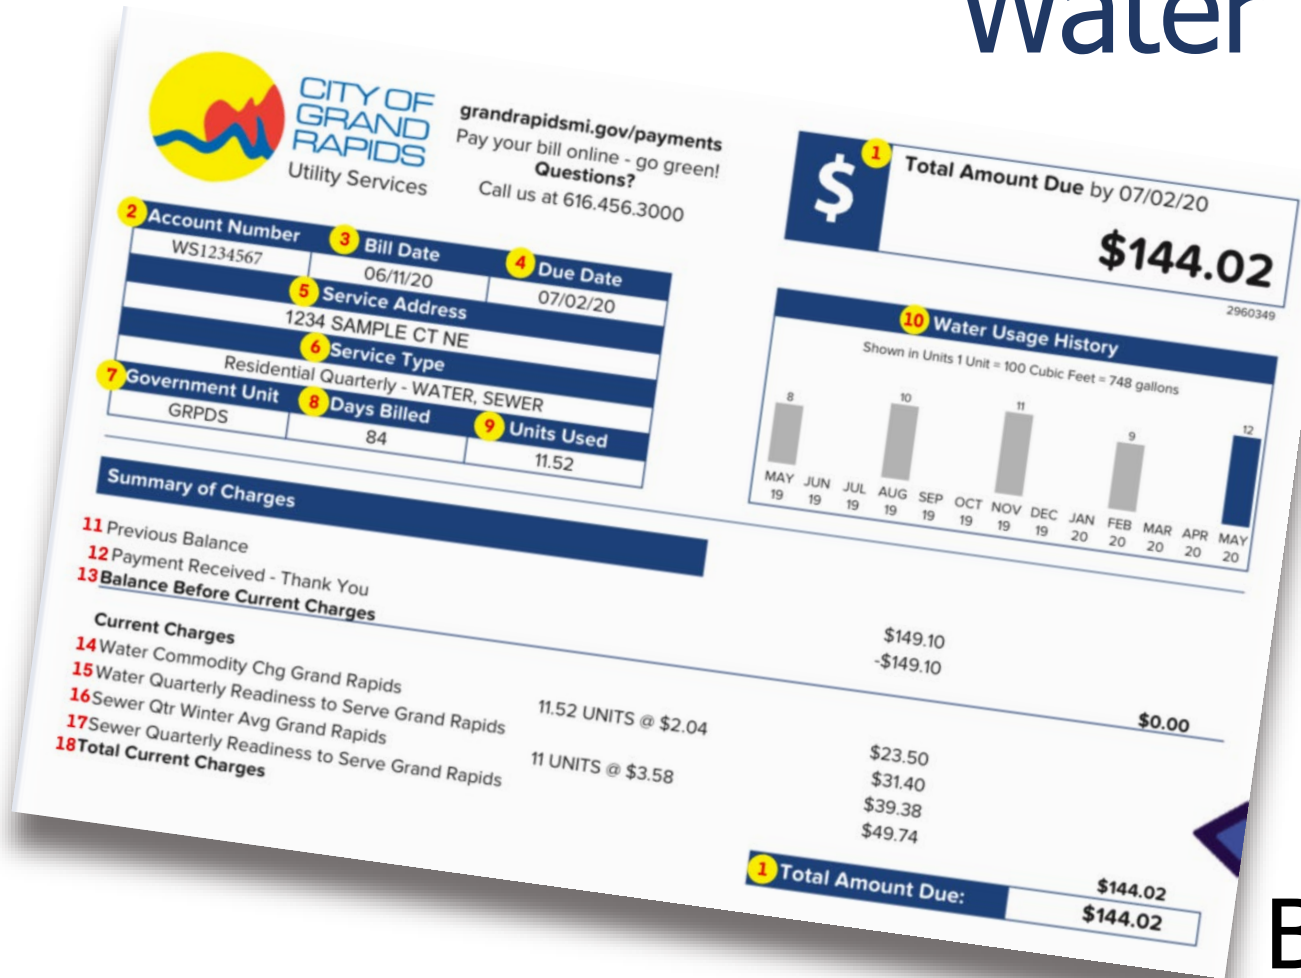 Water
CITY OF
GRAND
RAPIDS
Utility Services
grandrapidsmi.gov/payments
Pay your bill online - go green!
Questions?
Call us at 616.456.3000
$ 1 Total Amount Due by 07/02/20
$144.02
2960349
2 Account Number 3 Bill Date 4 Due Date
WS1234567 06/11/20 07/02/20
5 Service Address
1234 SAMPLE CT NE
6 Service Type
Residential Quarterly - WATER, SEWER
7 Government Unit 8 Days Billed 9 Units Used
GRPDS 84 11.52
10 Water Usage History
Shown in Units 1 Unit = 100 Cubic Feet = 748 gallons
8 10 11 9 12
MAY JUN JUL AUG SEP OCT NOV DEC JAN FEB MAR APR MAY
19 19 19 19 19 19 19 19 20 20 20 20 20
Summary of Charges
11 Previous Balance $149.10
12 Payment Received - Thank You -$149.10
13 Balance Before Current Charges $0.00
Current Charges
14 Water Commodity Chg Grand Rapids 11.52 UNITS @ $2.04 $23.50
15 Water Quarterly Readiness to Serve Grand Rapids $31.40
16 Sewer Qtr Winter Avg Grand Rapids 11 UNITS @ $3.58 $39.38
17 Sewer Quarterly Readiness to Serve Grand Rapids $49.74
18 Total Current Charges $144.02
1 Total Amount Due: $144.02
B